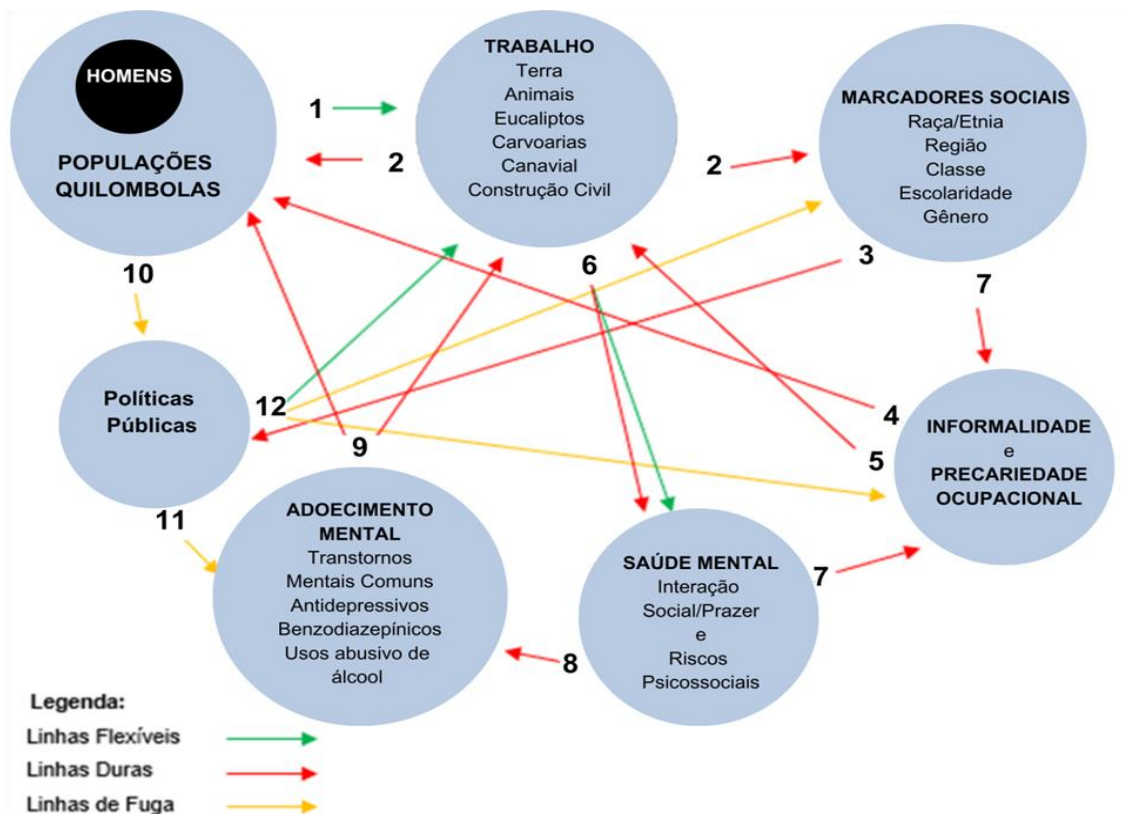 HOMENS
POPULAÇÕES
QUILOMBOLAS
1
2
TRABALHO
Terra
Animais
Eucaliptos
Carvoarias
Canavial
Construção Civil
2
MARCADORES SOCIAIS
Raça/Etnia
Região
Classe
Escolaridade
Gênero
10
6
3
7
Políticas
Públicas
12
9
4
5
INFORMALIDADE
e
PRECARIEDADE
OCUPACIONAL
11
ADOECIMENTO
MENTAL
Transtornos
Mentais Comuns
Antidepressivos
Benzodiazepínicos
Usos abusivo de
álcool
8
SAÚDE MENTAL
Interação
Social/Prazer
e
Riscos
Psicossociais
7
Legenda:
Linhas Flexíveis
Linhas Duras
Linhas de Fuga